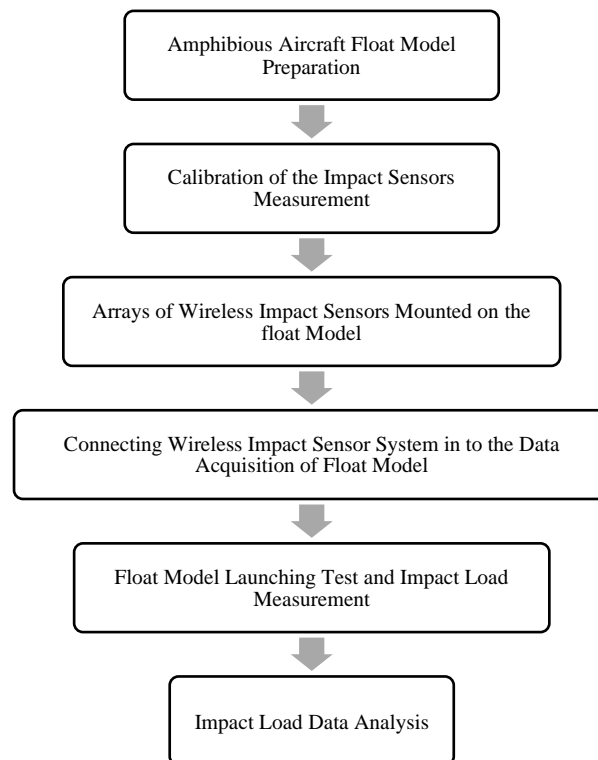 Amphibious Aircraft Float Model
Preparation
Calibration of the Impact Sensors
Measurement
Arrays of Wireless Impact Sensors Mounted on the
float Model
Connecting Wireless Impact Sensor System in to the Data
Acquisition of Float Model
Float Model Launching Test and Impact Load
Measurement
Impact Load Data Analysis